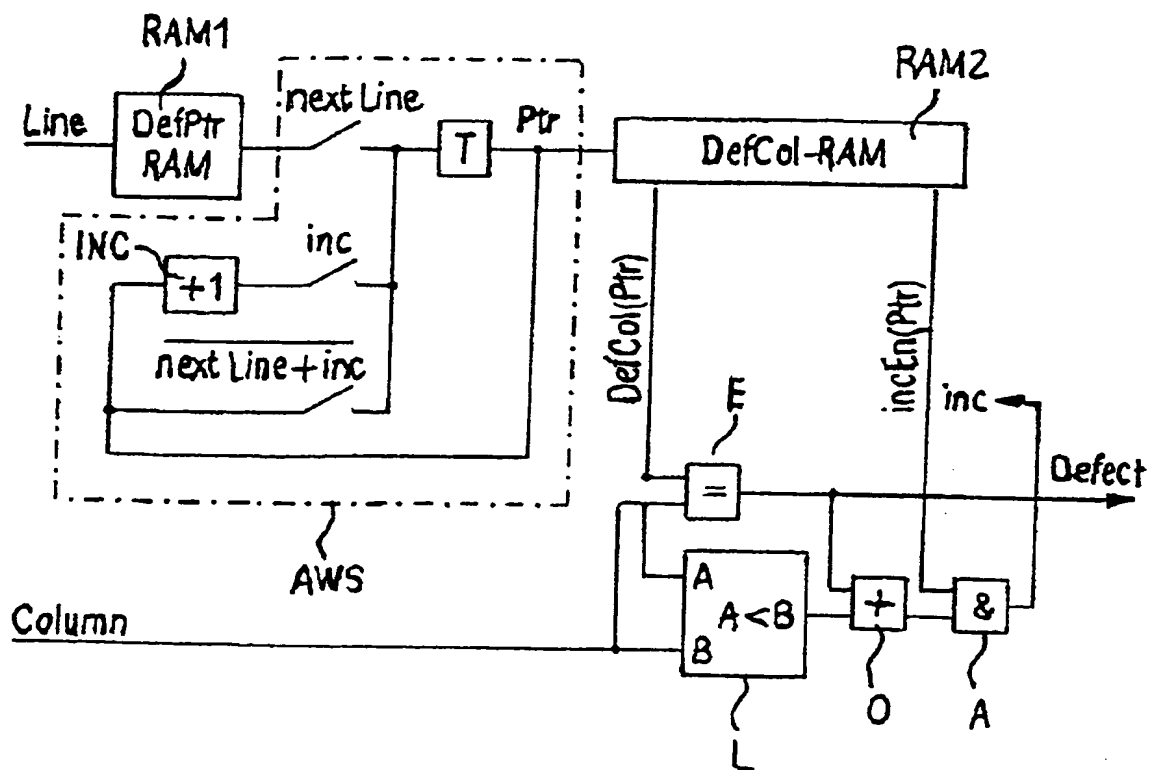 RAM1
RAM2
Line
DefPtr
RAM
next Line
T
Ptr
DefCol-RAM
INC
+1
inc
next Line + inc
DefCol(Ptr)
incEn(Ptr)
inc
E
=
Defect
AWS
A
A<B
B
+
&
Column
L
O
A